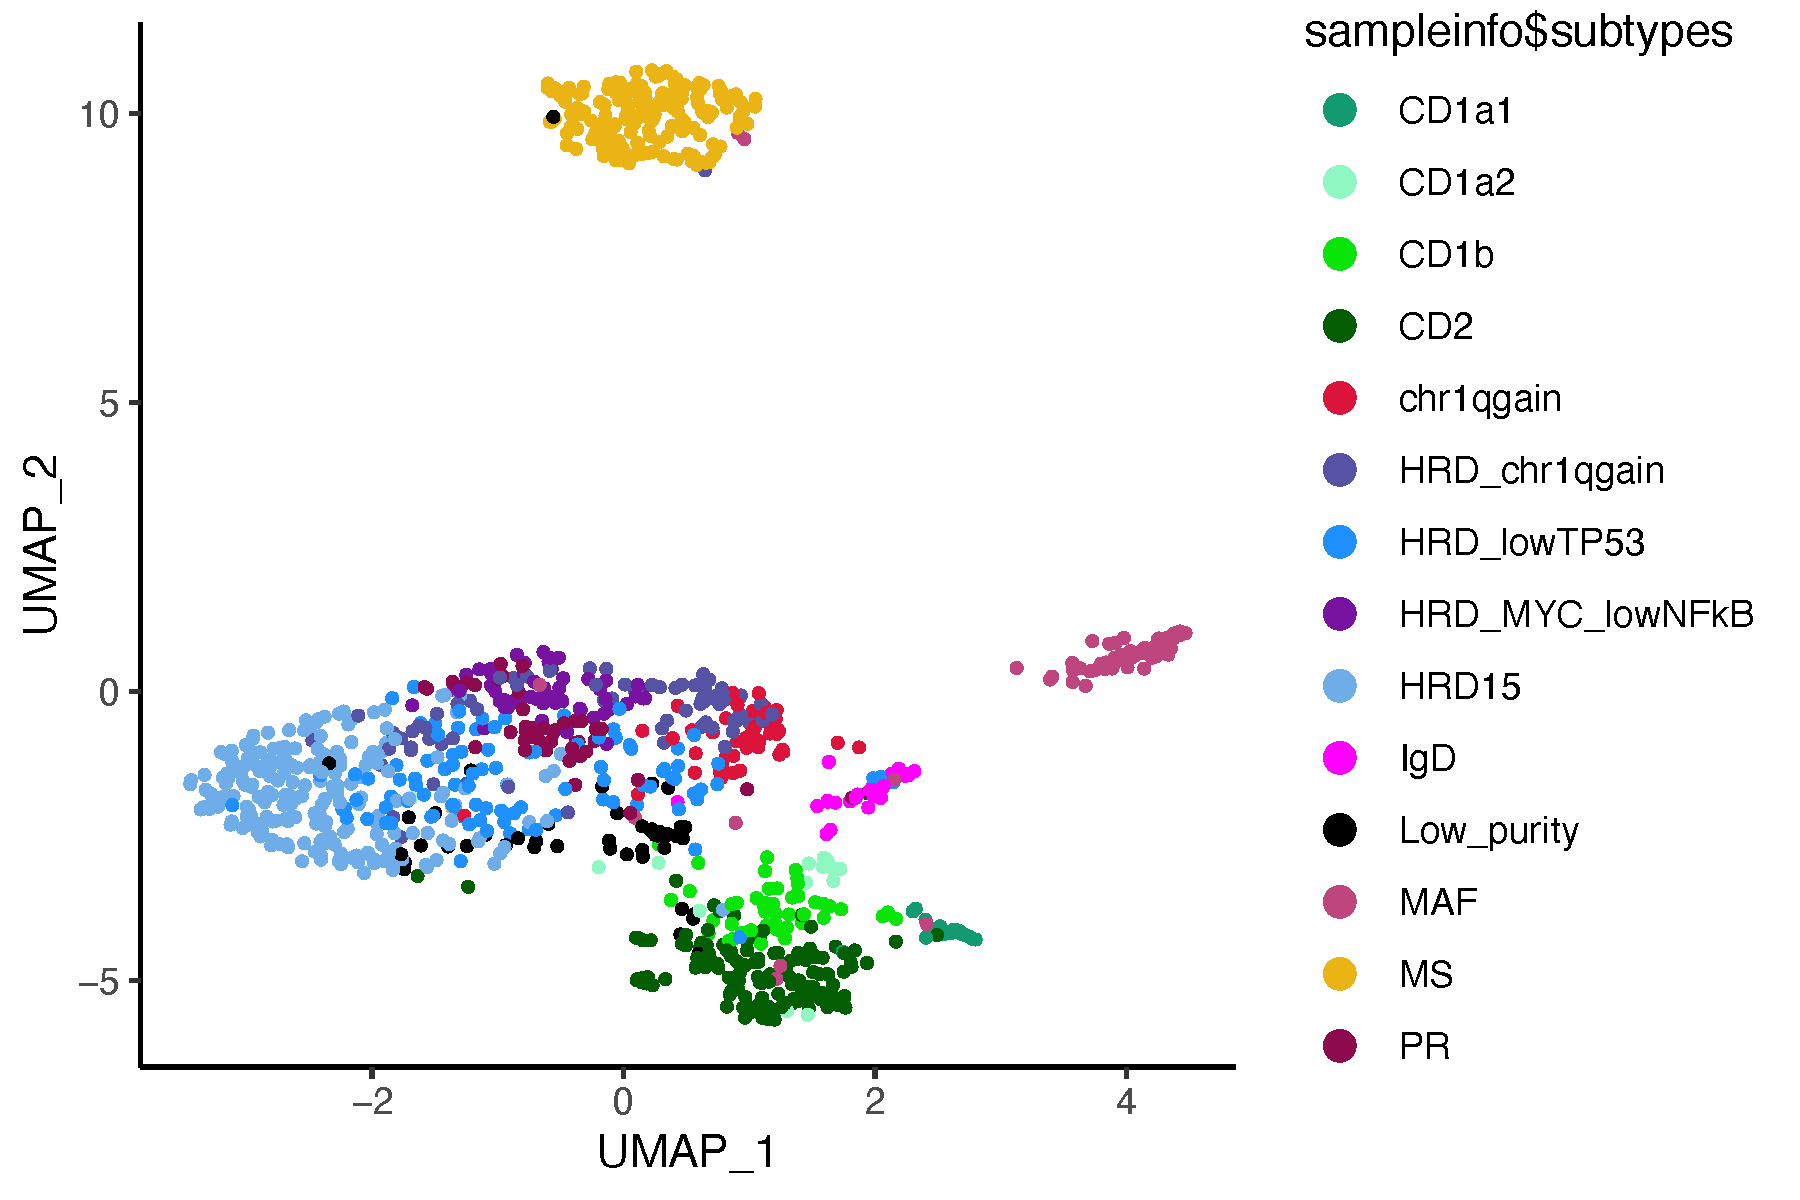 sampleinfo$subtypes
CD1a1
CD1a2
CD1b
CD2
chr1qgain
HRD_chr1qgain
HRD_lowTP53
HRD_MYC_lowNFkB
HRD15
IgD
Low_purity
MAF
MS
PR
UMAP_2
10
5
0
−5
−2
0
2
4
UMAP_1